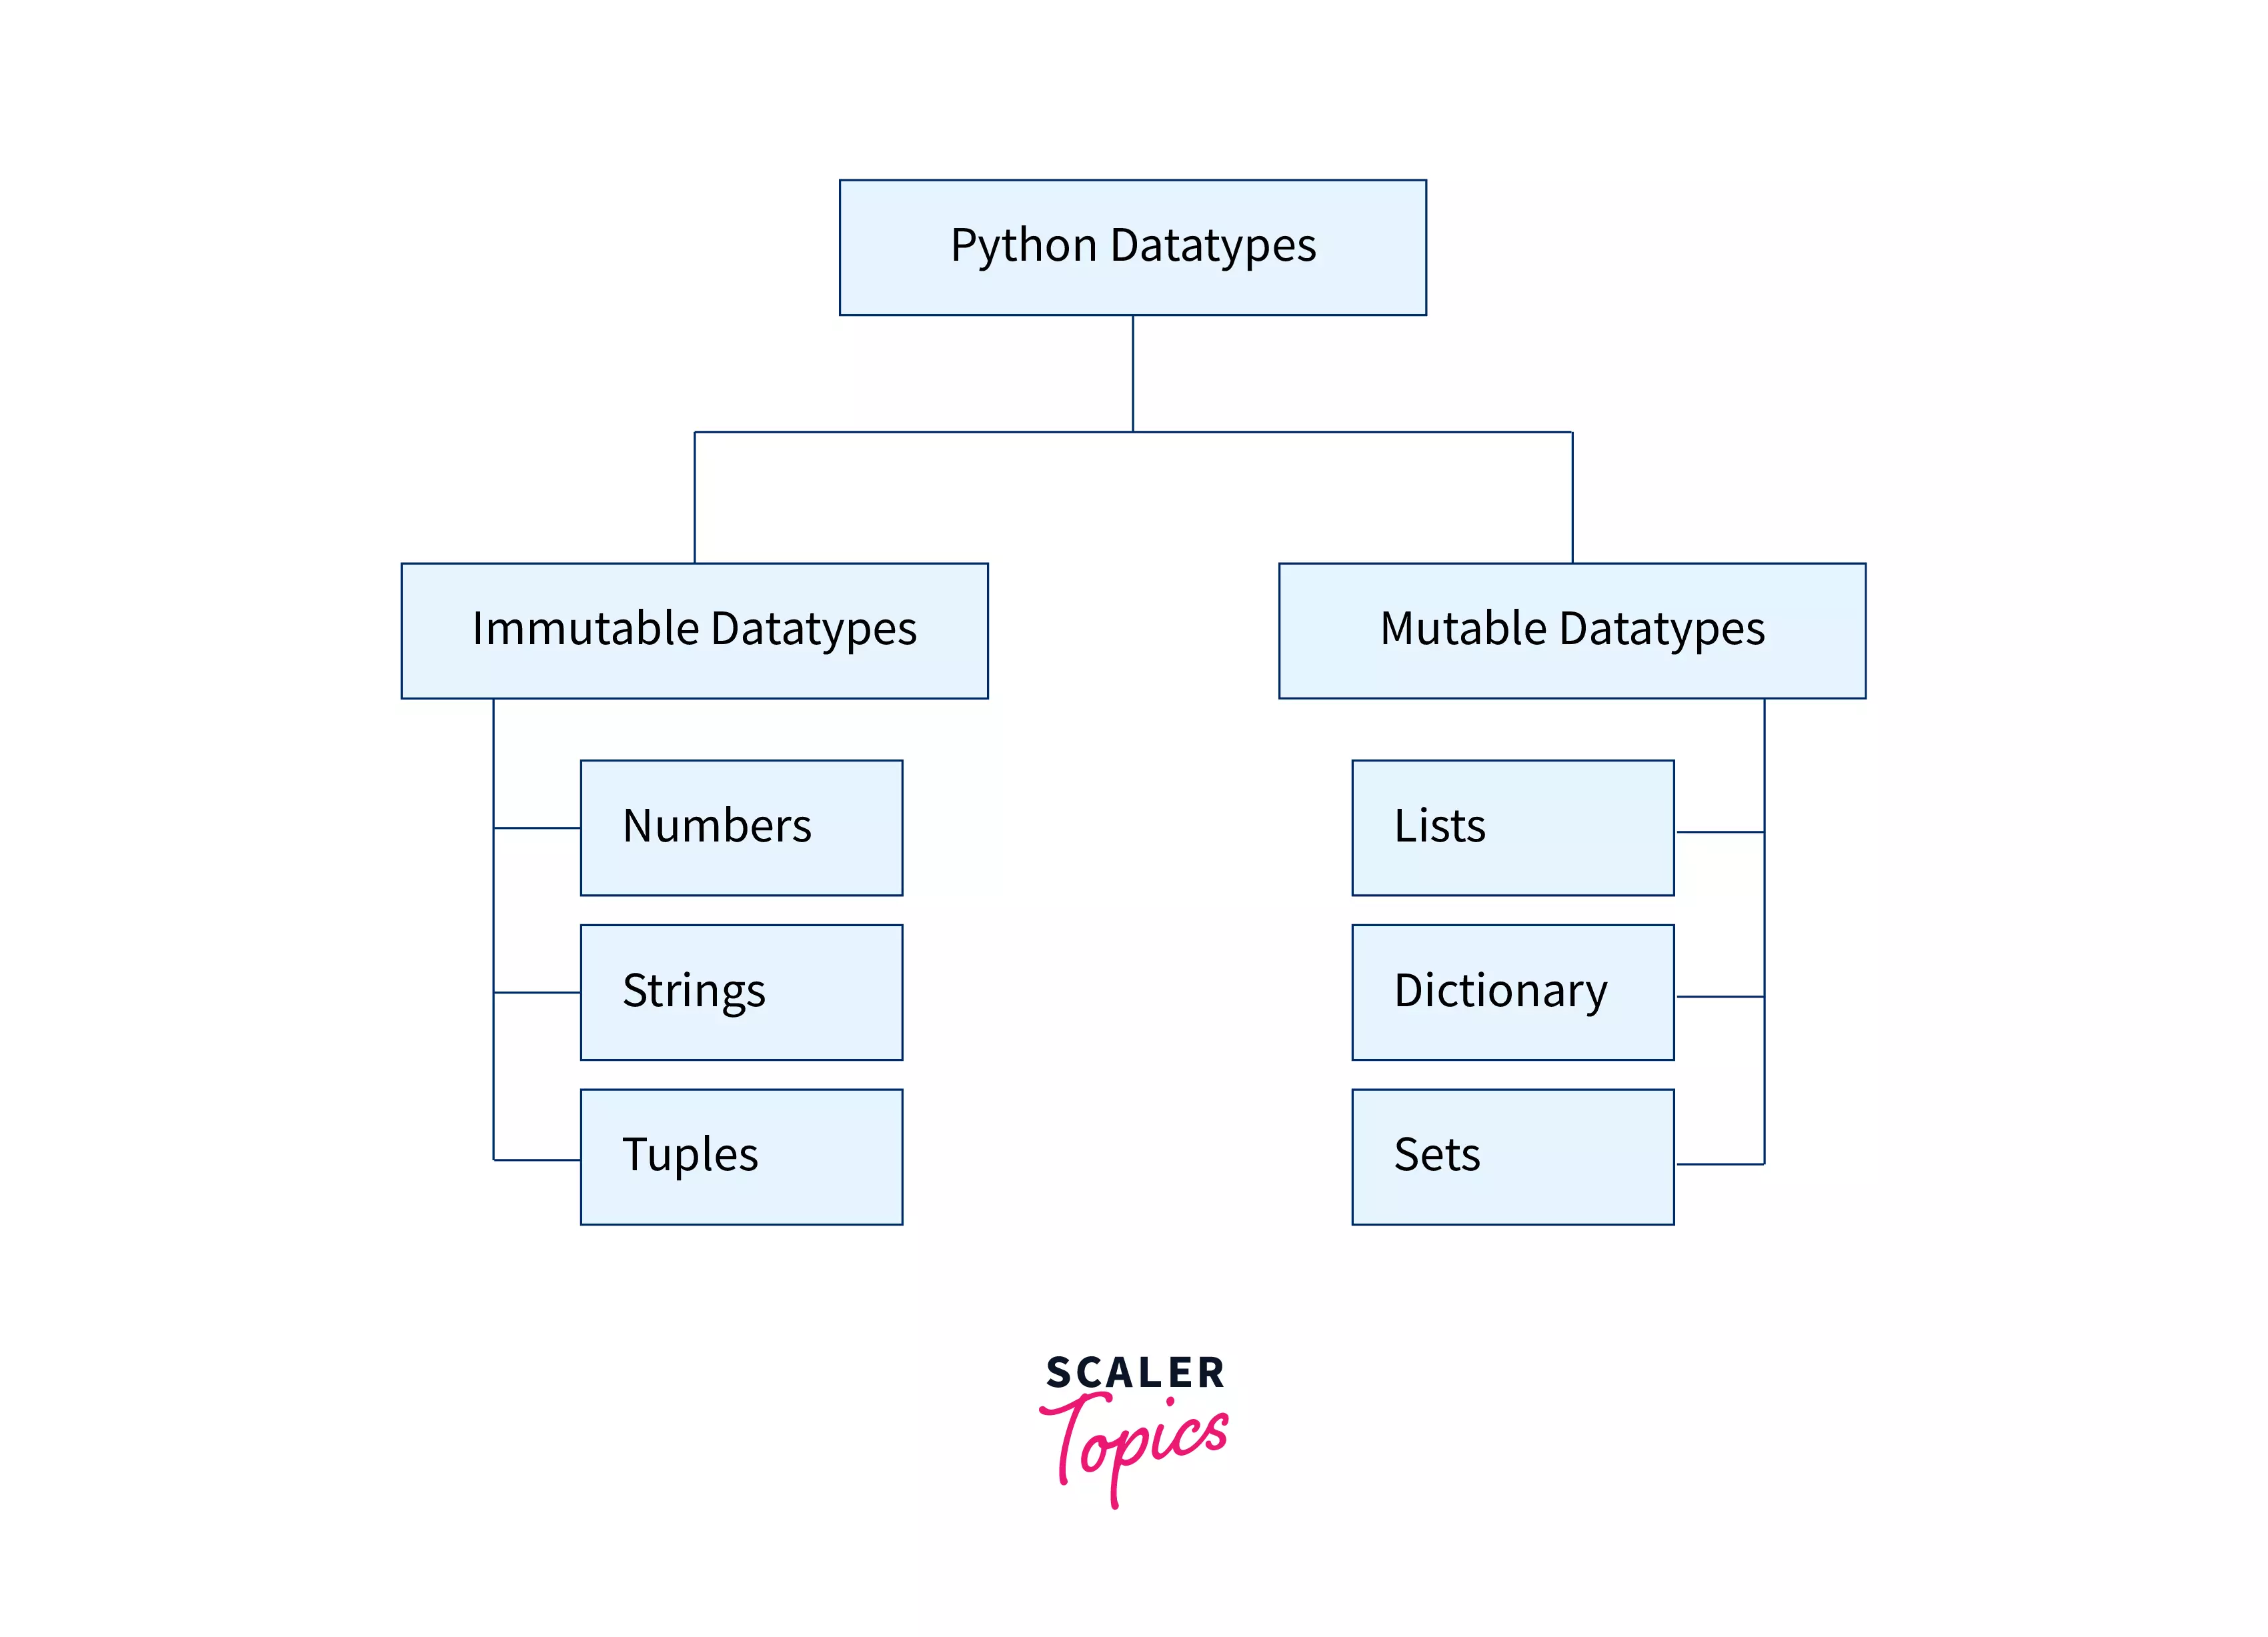 Python Datatypes
Immutable Datatypes
Mutable Datatypes
Numbers
Lists
Strings
Dictionary
Tuples
Sets
SCALER
Topics